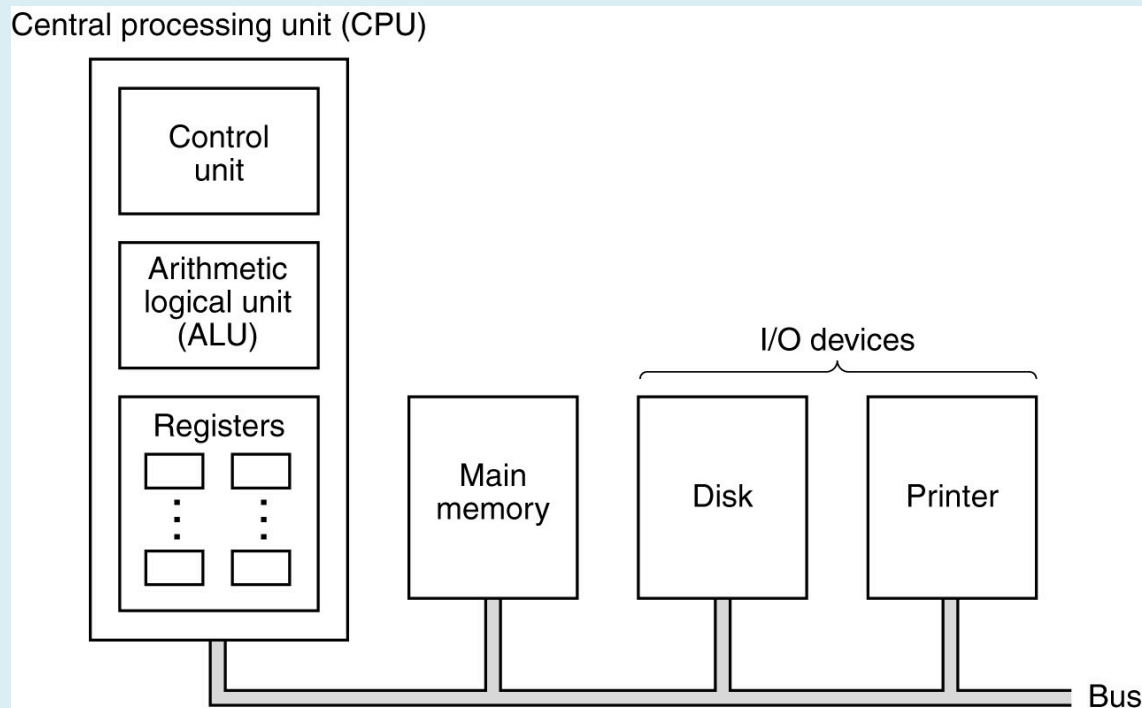 Central processing unit (CPU)
Control
unit
Arithmetic
logical unit
(ALU)
Registers
I/O devices
Main
memory
Disk
Printer
Bus